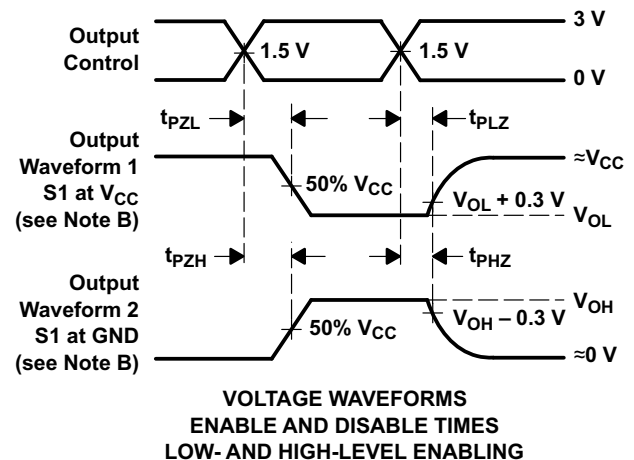 Output
Control
1.5 V
1.5 V
3 V
0 V
tPZL
tPLZ
Output
Waveform 1
S1 at VCC
(see Note B)
50% VCC
≈VCC
VOL + 0.3 V
VOL
tPZH
tPHZ
Output
Waveform 2
S1 at GND
(see Note B)
50% VCC
VOH
VOH – 0.3 V
≈0 V
VOLTAGE WAVEFORMS
ENABLE AND DISABLE TIMES
LOW- AND HIGH-LEVEL ENABLING